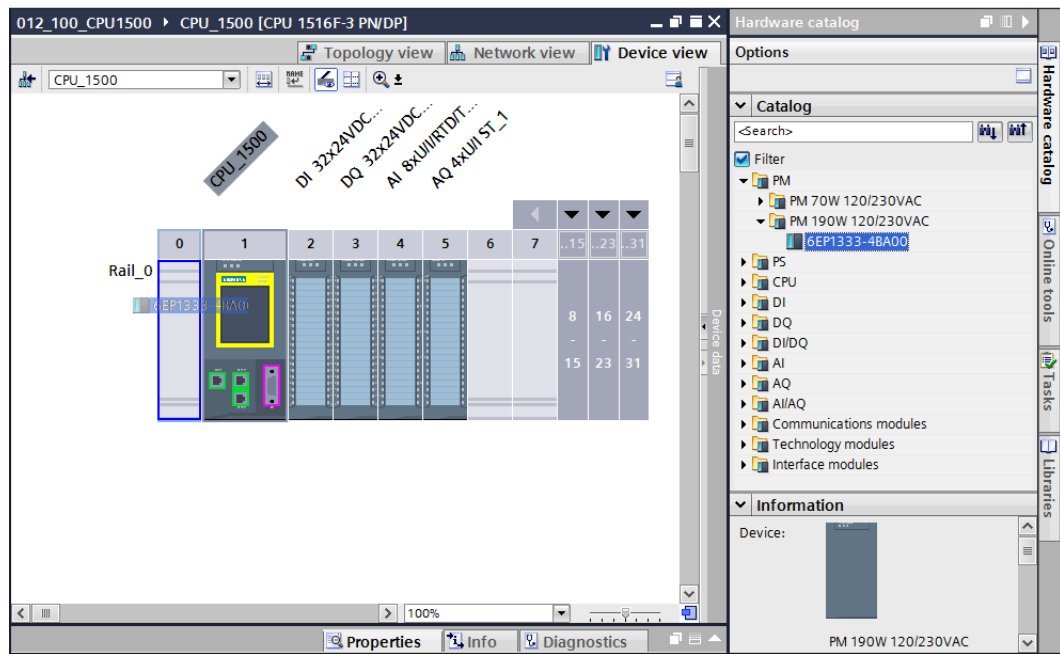 012_100_CPU1500 ▸ CPU_1500 [CPU 1516F-3 PN/DP]
Topology view
Network view
Device view
CPU_1500
CPU_1500
DI 32x24VDC...
DQ 32x24VDC...
AI 8xU/I/RTD/T...
AQ 4xU/I ST_1
0 1 2 3 4 5 6 7 ..15 ..23 ..31
Rail_0
6EP1333-4BA00
8 16 24
- - -
15 23 31
Device data
100%
Properties
Info
Diagnostics
Hardware catalog
Options
Catalog
<Search>
Filter
PM
PM 70W 120/230VAC
PM 190W 120/230VAC
6EP1333-4BA00
PS
CPU
DI
DQ
DI/DQ
AI
AQ
AI/AQ
Communications modules
Technology modules
Interface modules
Information
Device:
PM 190W 120/230VAC
Hardware catalog
Online tools
Tasks
Libraries